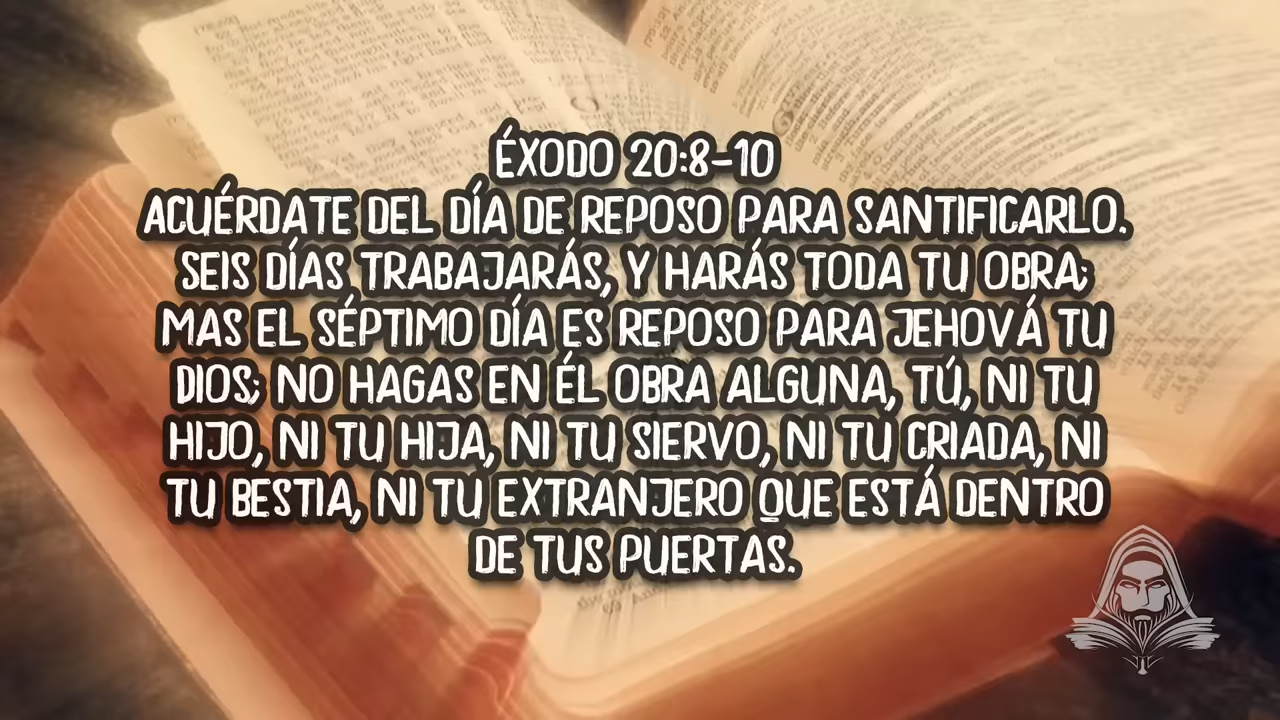 ÉXODO 20:8-10
ACUÉRDATE DEL DÍA DE REPOSO PARA SANTIFICARLO.
SEIS DÍAS TRABAJARÁS, Y HARÁS TODA TU OBRA;
MAS EL SÉPTIMO DÍA ES REPOSO PARA JEHOVÁ TU
DIOS; NO HAGAS EN ÉL OBRA ALGUNA, TÚ, NI TU
HIJO, NI TU HIJA, NI TU SIERVO, NI TU CRIADA, NI
TU BESTIA, NI TU EXTRANJERO QUE ESTÁ DENTRO
DE TUS PUERTAS.